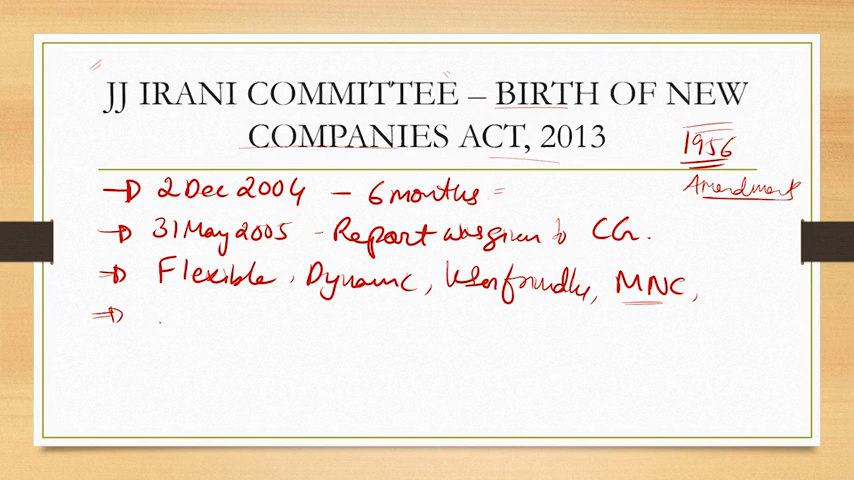 JJ IRANI COMMITTEE – BIRTH OF NEW
COMPANIES ACT, 2013
1956
Amendment
→ 2 Dec 2004 – 6 months =
→ 31 May 2005 – Report was given to CG.
→ Flexible, Dynamic, Userfriendly, MNC,
⇒